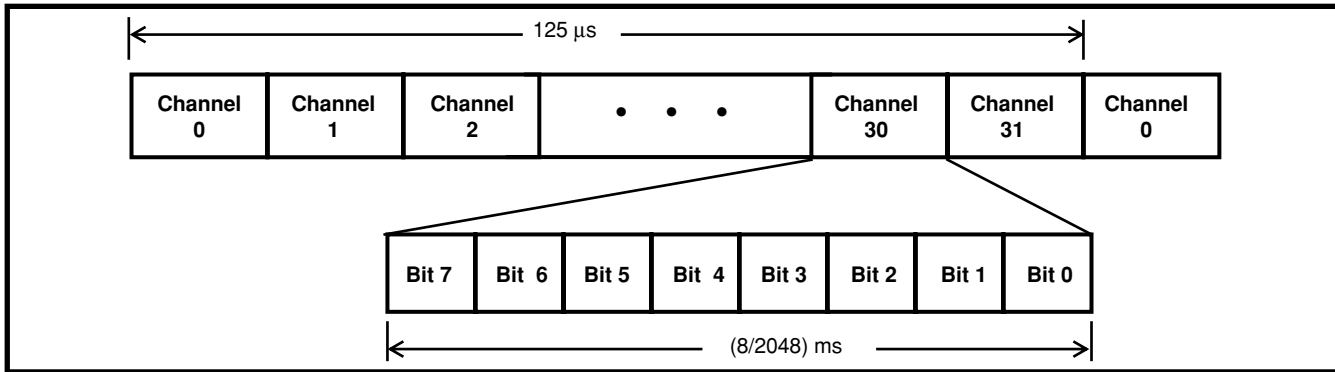 125 μs
Channel 0
Channel 1
Channel 2
• • •
Channel 30
Channel 31
Channel 0
Bit 7
Bit 6
Bit 5
Bit 4
Bit 3
Bit 2
Bit 1
Bit 0
(8/2048) ms